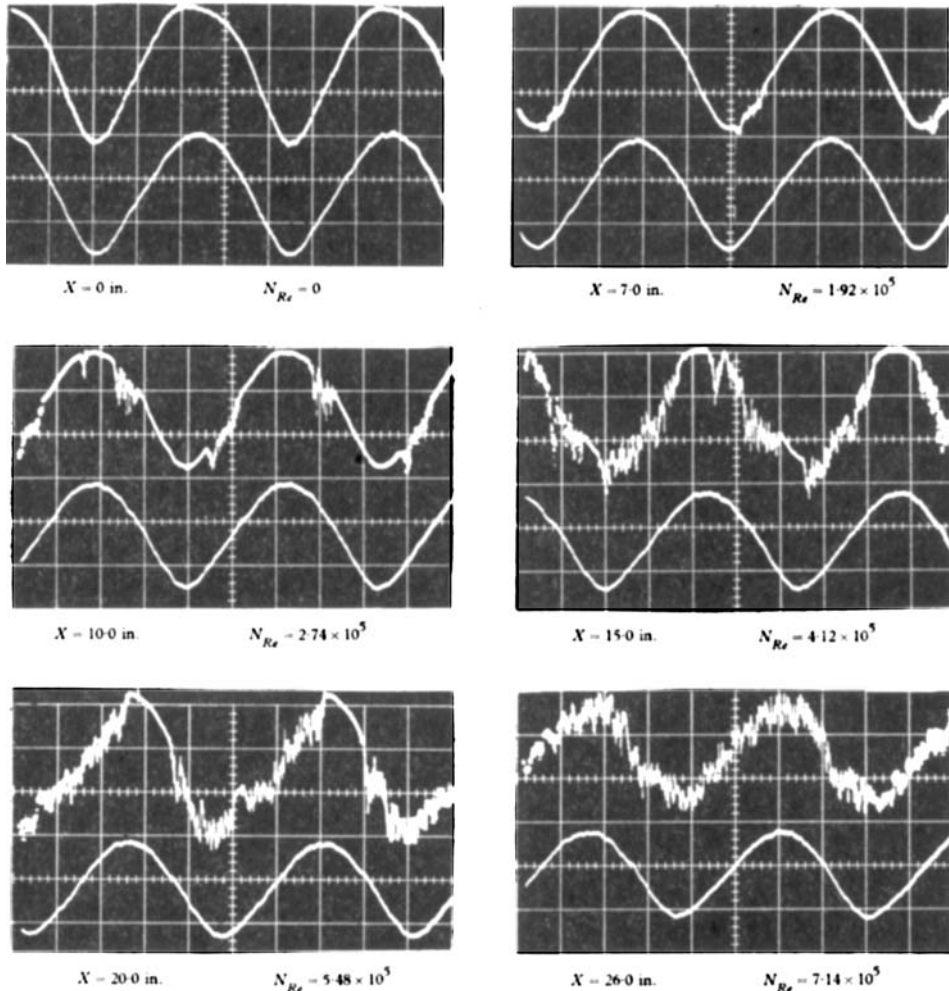 X = 0 in. N_Re = 0
X = 7·0 in. N_Re = 1·92 × 10^5
X = 10·0 in. N_Re = 2·74 × 10^5
X = 15·0 in. N_Re = 4·12 × 10^5
X = 20·0 in. N_Re = 5·48 × 10^5
X = 26·0 in. N_Re = 7·14 × 10^5